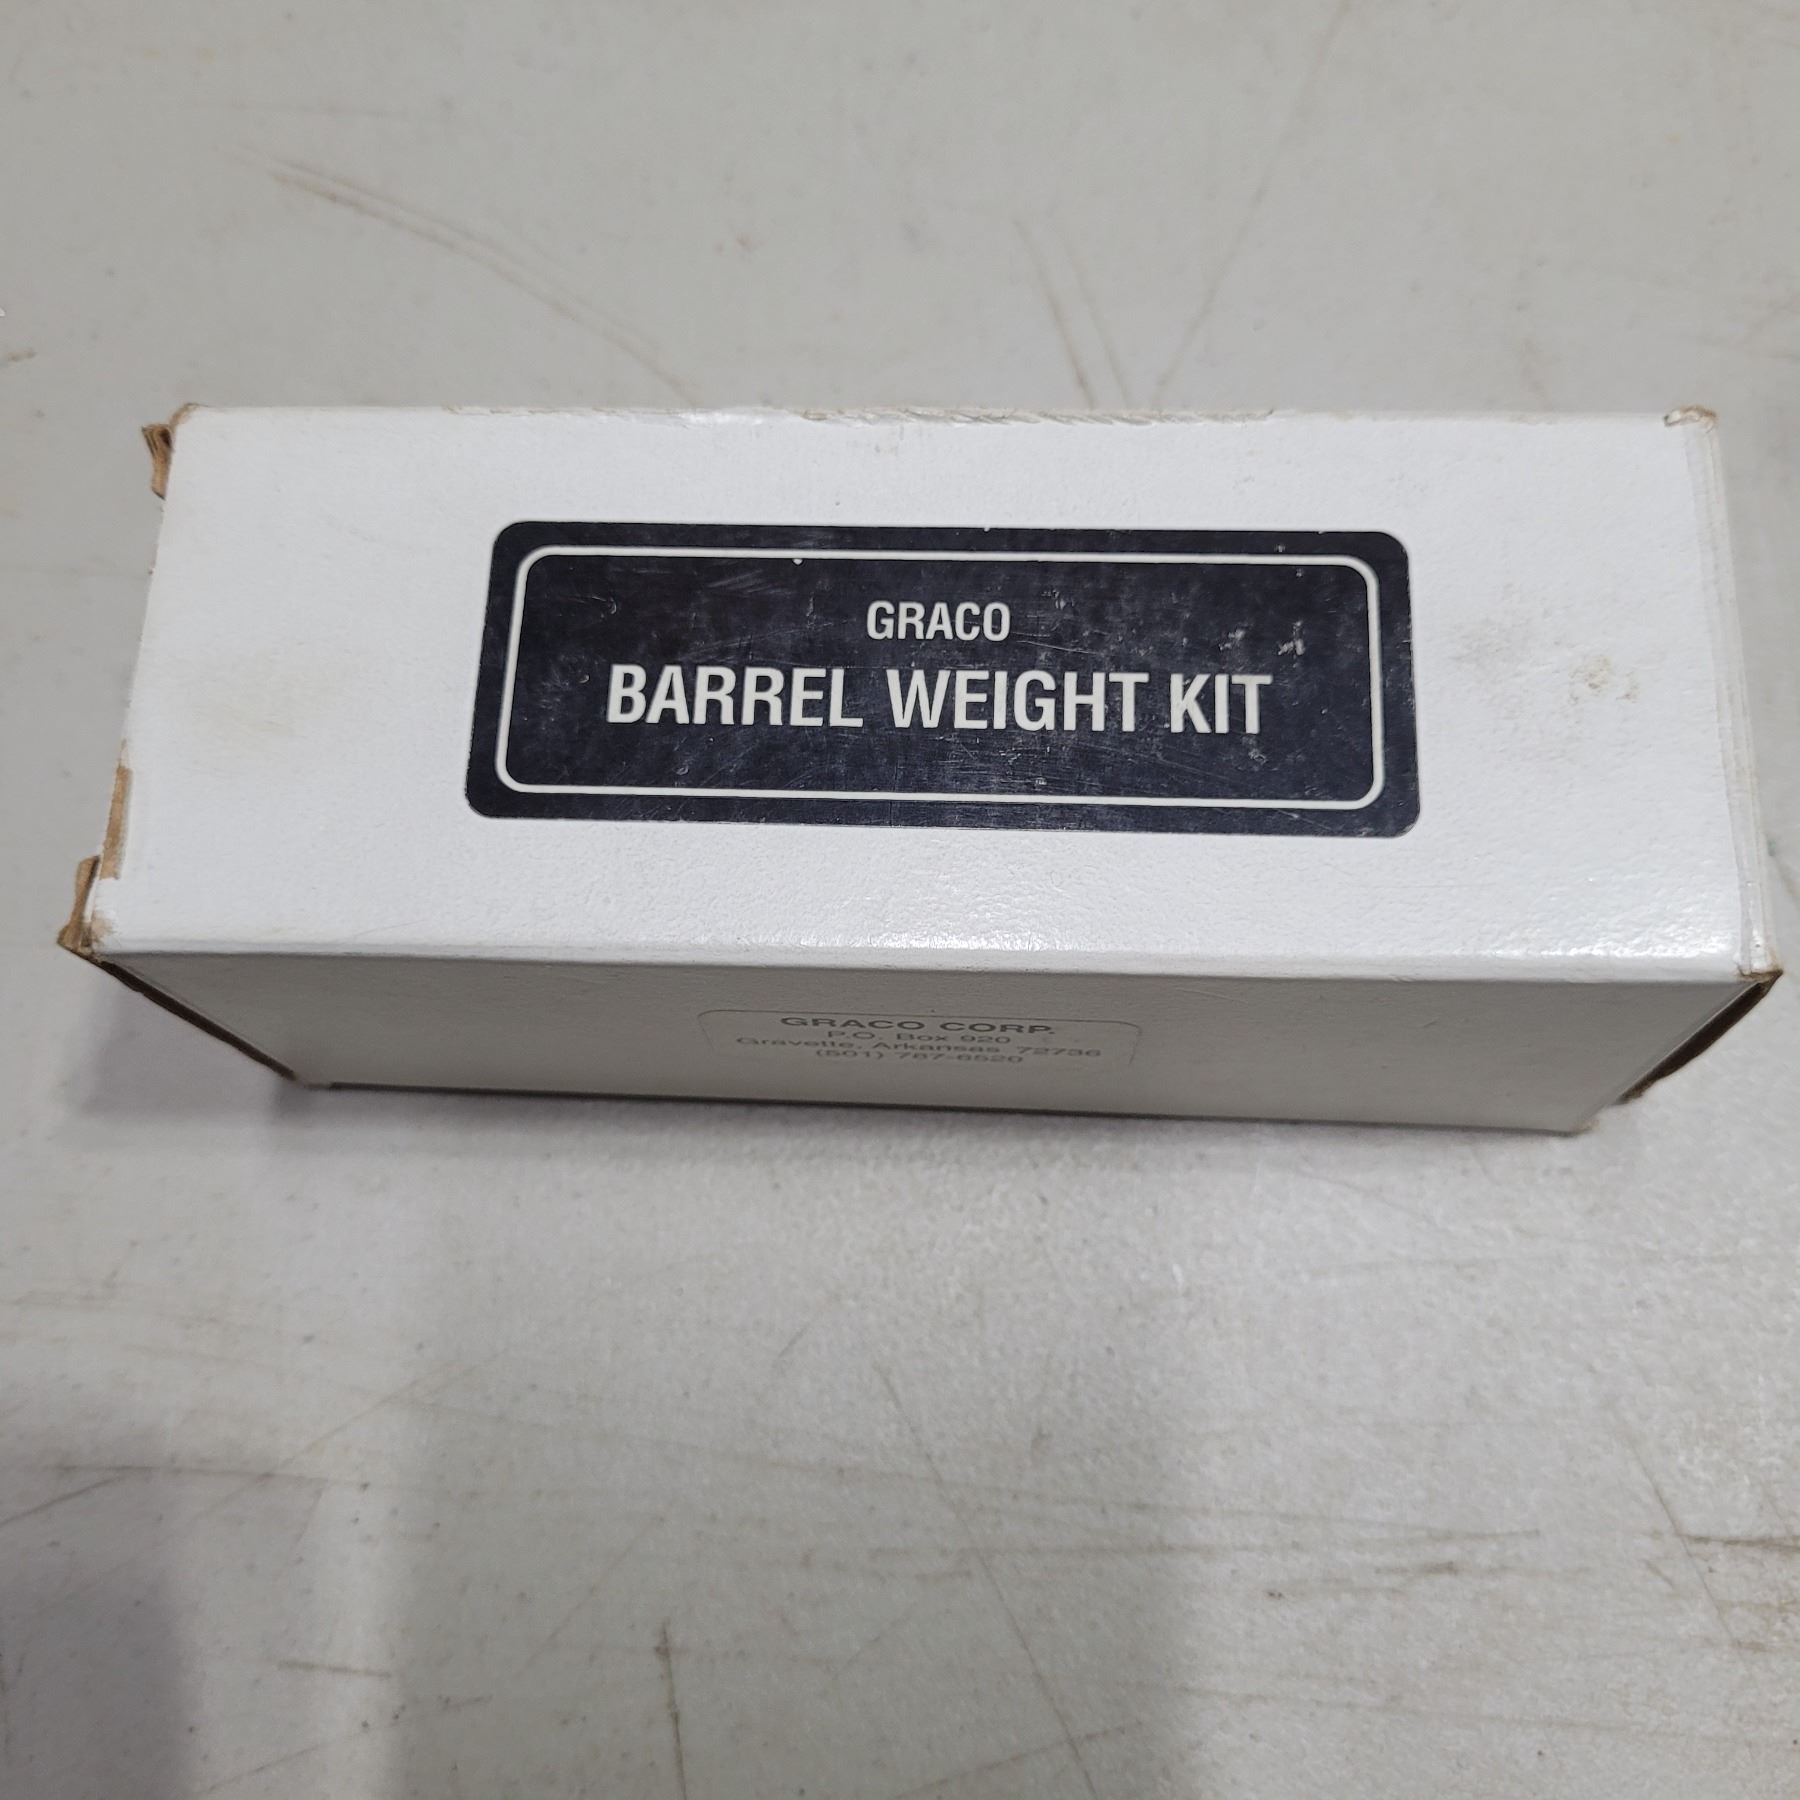 GRACO
BARREL WEIGHT KIT
GRACO CORP.
P.O. Box 920
Gravette, Arkansas 72736
(501) 787-6520